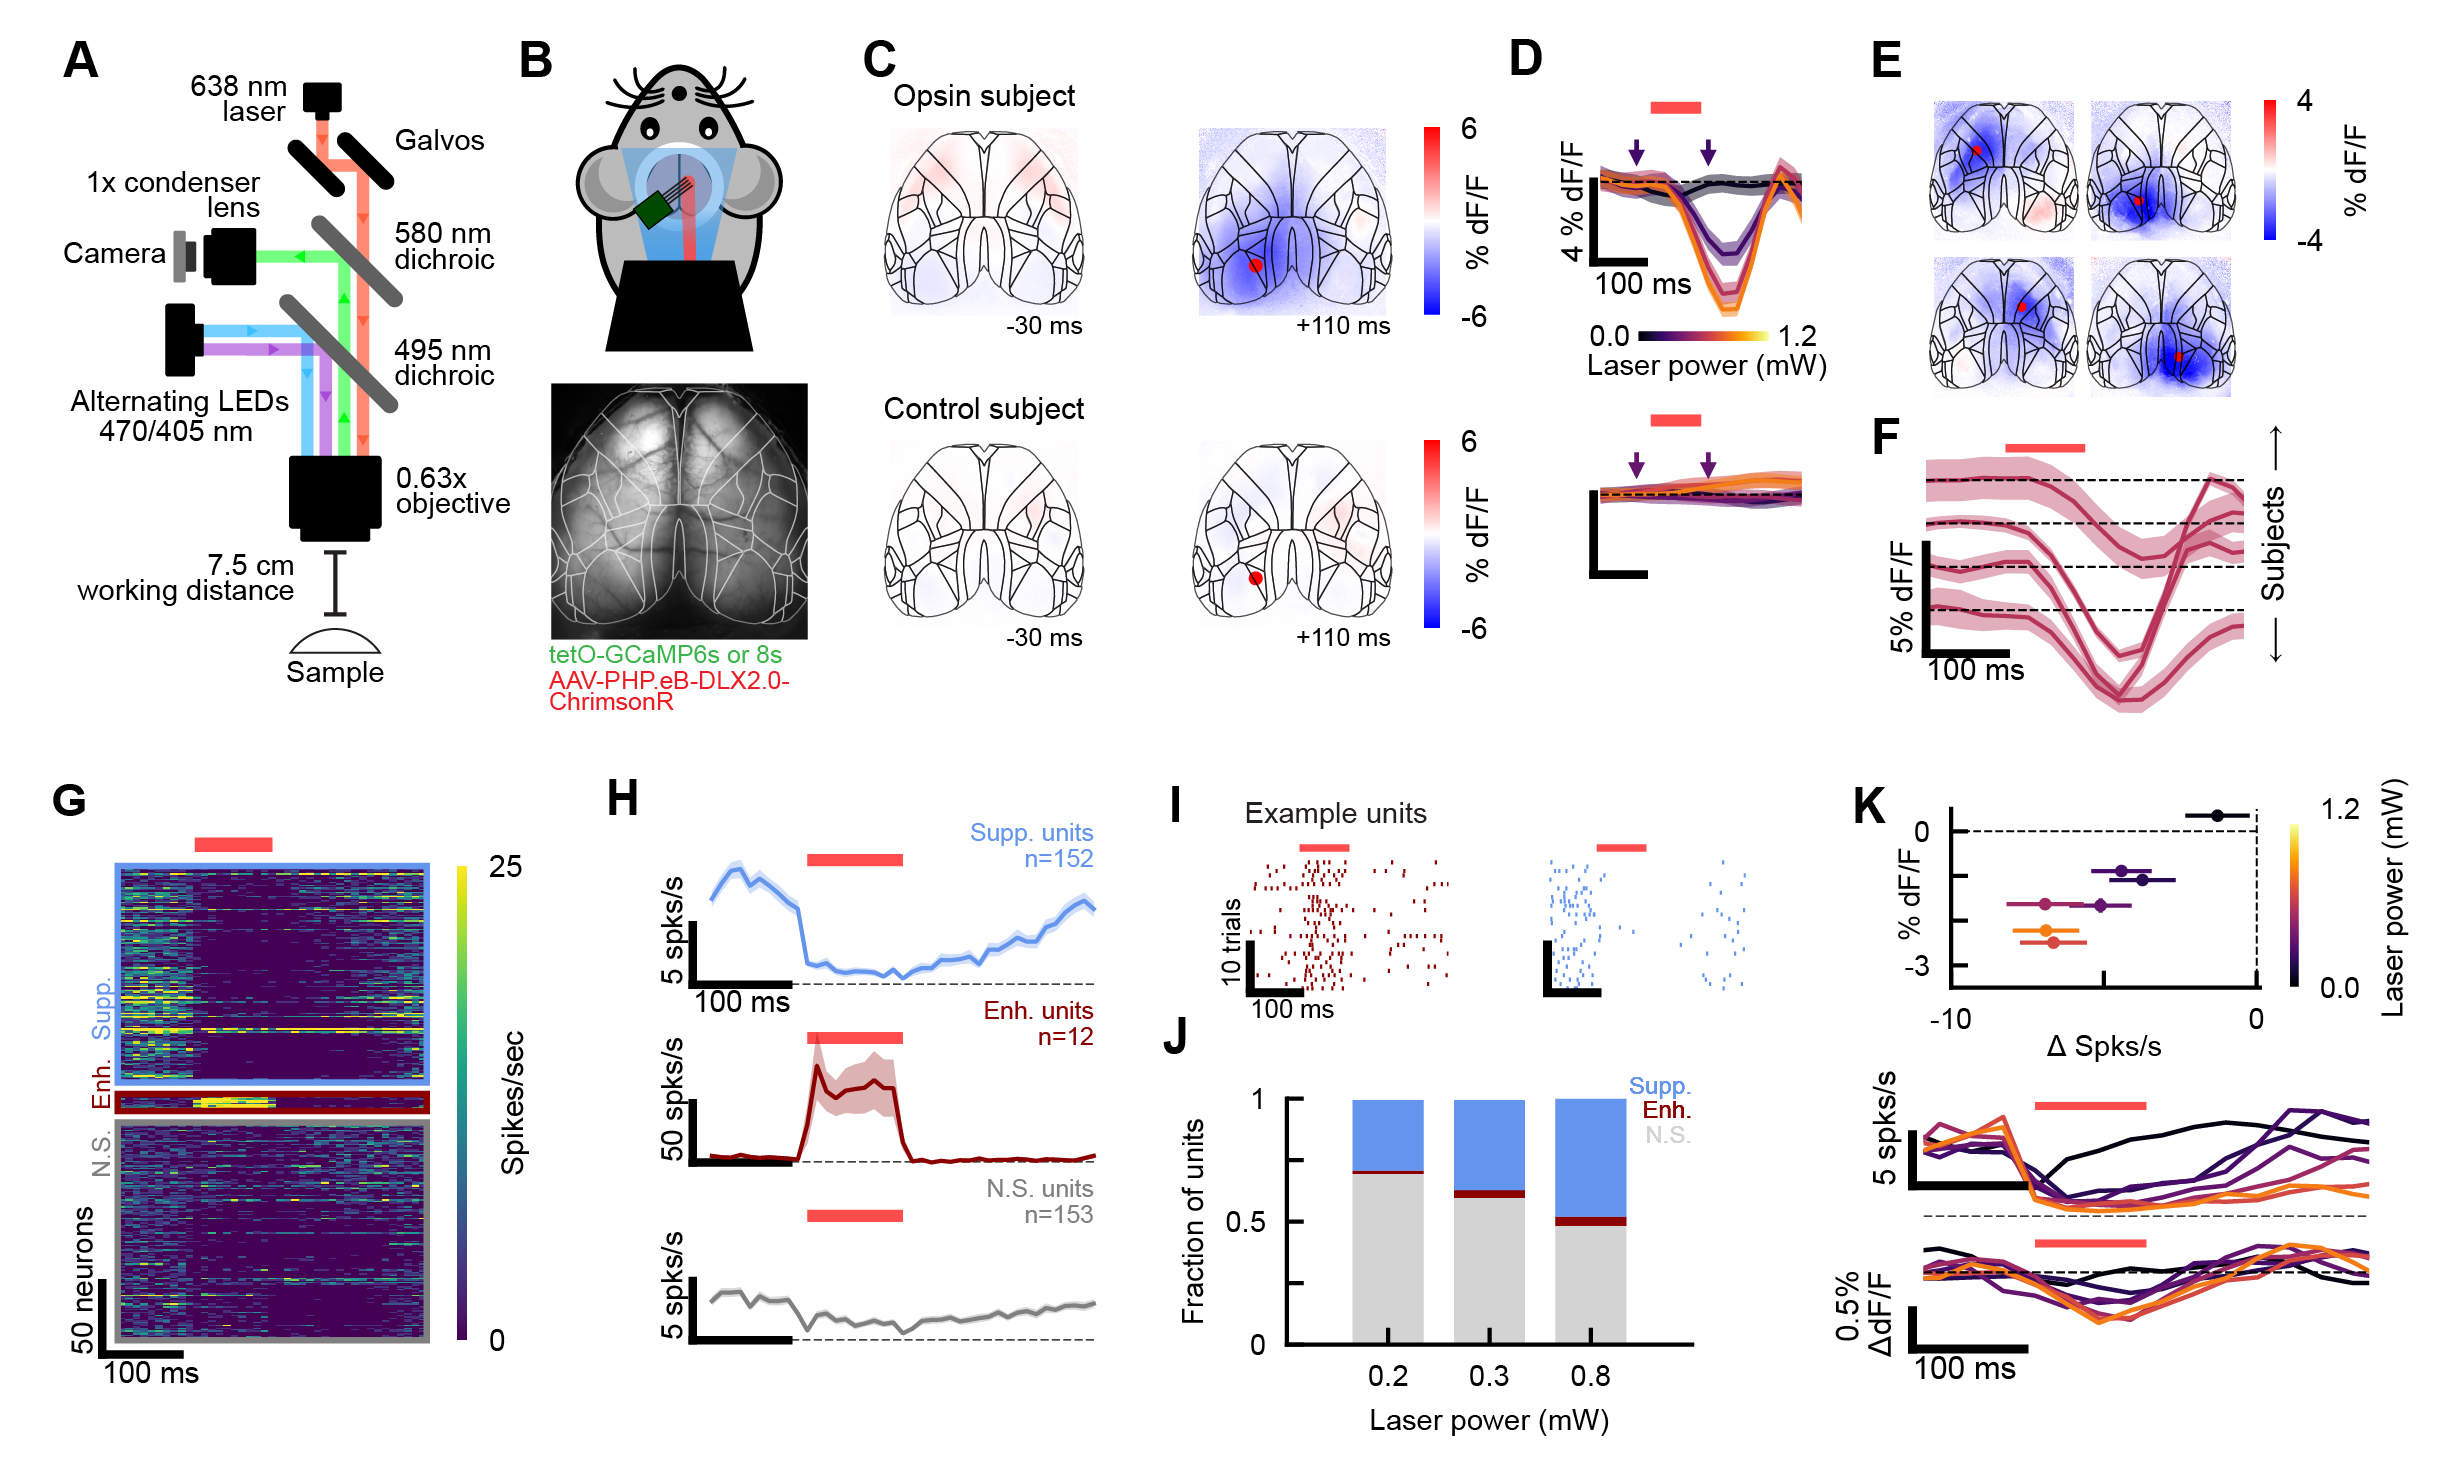 A
638 nm
laser
Galvos
1x condenser
lens
Camera
580 nm
dichroic
495 nm
dichroic
Alternating LEDs
470/405 nm
0.63x
objective
7.5 cm
working distance
Sample
B
tetO-GCaMP6s or 8s
AAV-PHP.eB-DLX2.0-
ChrimsonR
C
Opsin subject
-30 ms
+110 ms
6
-6
% dF/F
Control subject
-30 ms
+110 ms
6
-6
% dF/F
D
4 % dF/F
100 ms
0.0
1.2
Laser power (mW)
E
4
-4
% dF/F
F
5% dF/F
100 ms
← Subjects →
G
Supp.
Enh.
N.S.
50 neurons
100 ms
25
0
Spikes/sec
H
Supp. units
n=152
5 spks/s
100 ms
Enh. units
n=12
50 spks/s
N.S. units
n=153
5 spks/s
I
Example units
10 trials
100 ms
J
Supp.
Enh.
N.S.
1
0.5
0
Fraction of units
0.2
0.3
0.8
Laser power (mW)
K
0
-3
% dF/F
-10
0
Δ Spks/s
1.2
0.0
Laser power (mW)
5 spks/s
0.5%
ΔdF/F
100 ms